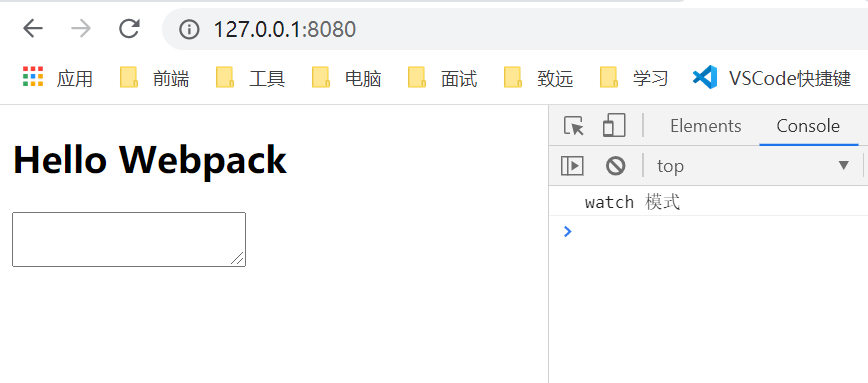 127.0.0.1:8080
应用 前端 工具 电脑 面试 致远 学习 VSCode快捷键
Hello Webpack
Elements Console
top
watch 模式